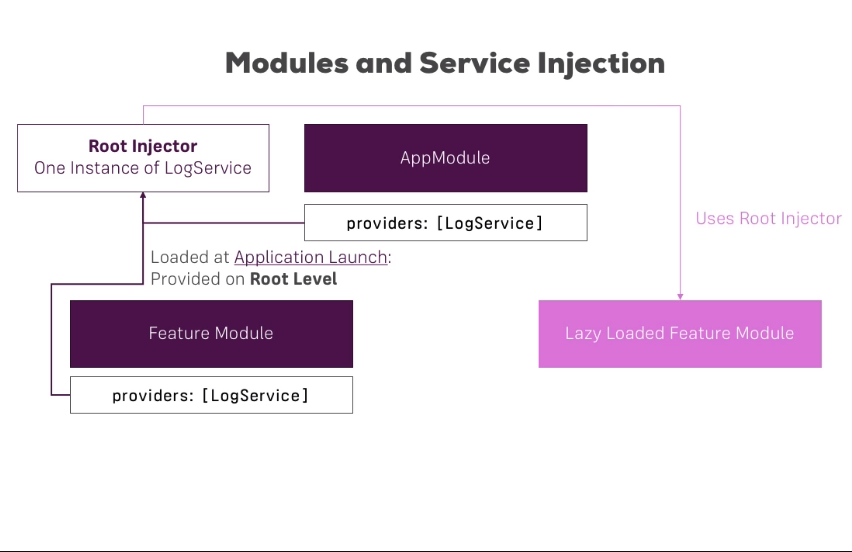 Modules and Service Injection
Root Injector
One Instance of LogService
AppModule
providers: [LogService]
Uses Root Injector
Loaded at Application Launch:
Provided on Root Level
Feature Module
Lazy Loaded Feature Module
providers: [LogService]